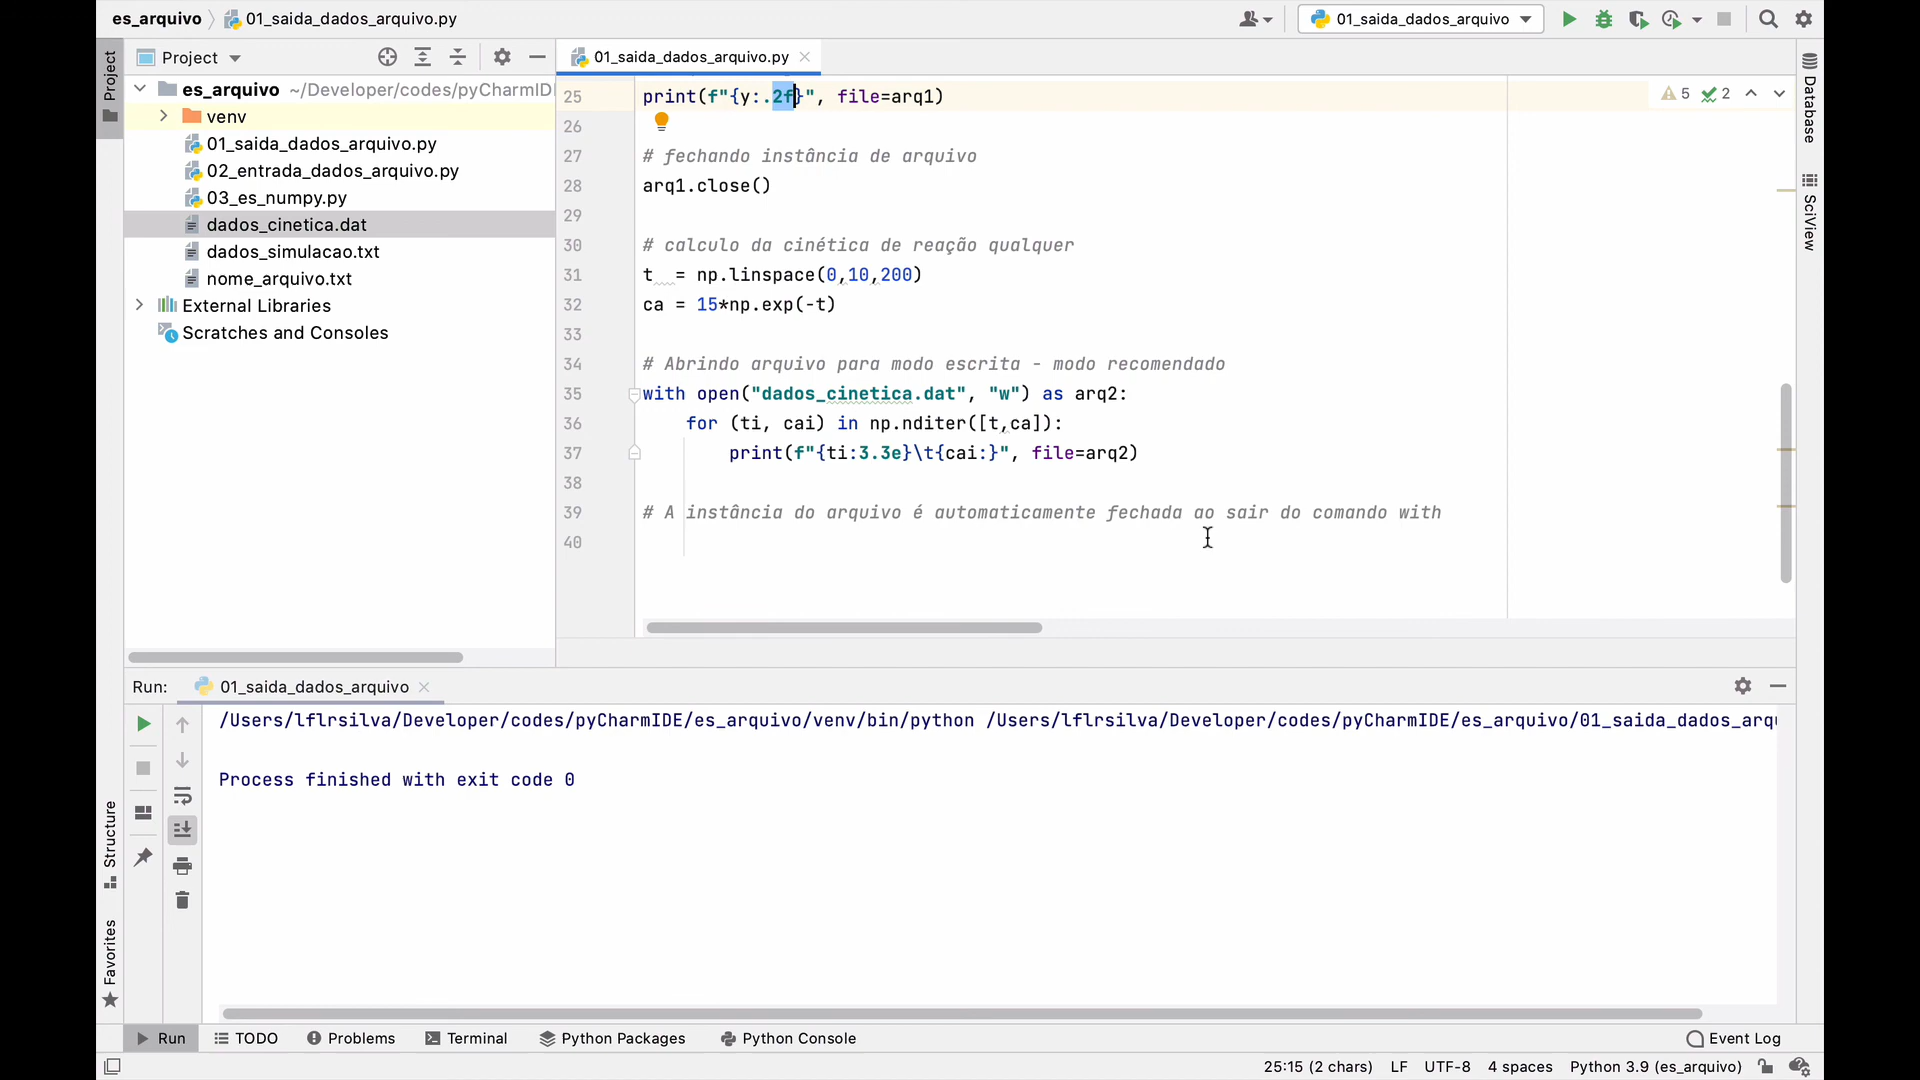 es_arquivo
01_saida_dados_arquivo.py
01_saida_dados_arquivo
Project
Project
es_arquivo ~/Developer/codes/pyCharmID
venv
01_saida_dados_arquivo.py
02_entrada_dados_arquivo.py
03_es_numpy.py
dados_cinetica.dat
dados_simulacao.txt
nome_arquivo.txt
External Libraries
Scratches and Consoles
01_saida_dados_arquivo.py
5 2
25 print(f"{y:.2f}", file=arq1)
26
27 # fechando instância de arquivo
28 arq1.close()
29
30 # calculo da cinética de reação qualquer
31 t  = np.linspace(0,10,200)
32 ca = 15*np.exp(-t)
33
34 # Abrindo arquivo para modo escrita - modo recomendado
35 with open("dados_cinetica.dat", "w") as arq2:
36     for (ti, cai) in np.nditer([t,ca]):
37         print(f"{ti:3.3e}\t{cai:}", file=arq2)
38
39 # A instância do arquivo é automaticamente fechada ao sair do comando with
40
Database
SciView
Run: 01_saida_dados_arquivo
/Users/lflrsilva/Developer/codes/pyCharmIDE/es_arquivo/venv/bin/python /Users/lflrsilva/Developer/codes/pyCharmIDE/es_arquivo/01_saida_dados_arqu
Process finished with exit code 0
Structure
Favorites
Run TODO Problems Terminal Python Packages Python Console Event Log
25:15 (2 chars) LF UTF-8 4 spaces Python 3.9 (es_arquivo)